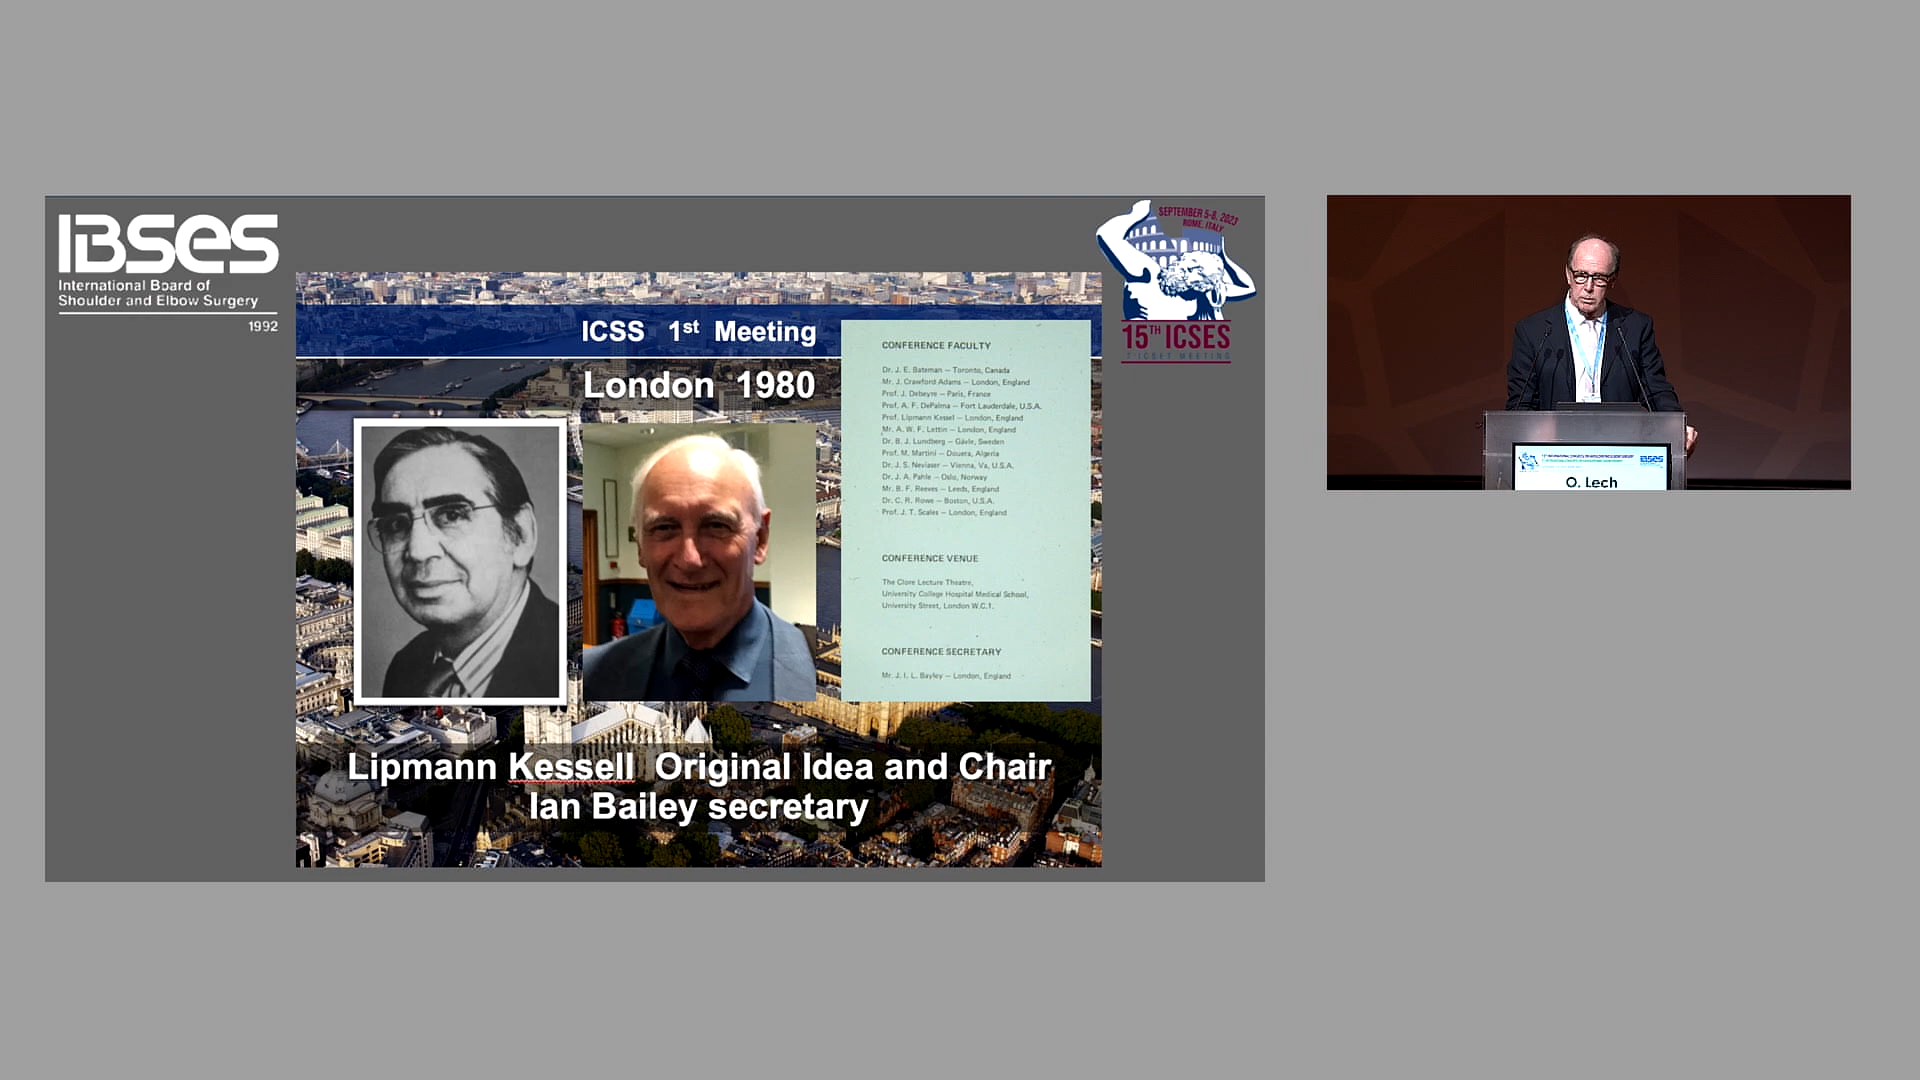 IBSES
International Board of
Shoulder and Elbow Surgery
1992
SEPTEMBER 5-8, 2023
ROME, ITALY
15TH ICSES
7TH ICSET MEETING
ICSS 1st Meeting
London 1980
CONFERENCE FACULTY
Dr. J. E. Bateman — Toronto, Canada
Mr. J. Crawford Adams — London, England
Prof. J. Debeyre — Paris, France
Prof. A. F. DePalma — Fort Lauderdale, U.S.A.
Prof. Lipmann Kessel — London, England
Mr. A. W. F. Lettin — London, England
Dr. B. J. Lundberg — Gävle, Sweden
Prof. M. Martini — Douera, Algeria
Dr. J. S. Neviaser — Vienna, Va, U.S.A.
Dr. J. A. Pahle — Oslo, Norway
Mr. B. F. Reeves — Leeds, England
Dr. C. R. Rowe — Boston, U.S.A.
Prof. J. T. Scales — London, England
CONFERENCE VENUE
The Clore Lecture Theatre,
University College Hospital Medical School,
University Street, London W.C.1.
CONFERENCE SECRETARY
Mr. J. I. L. Bayley — London, England
Lipmann Kessell Original Idea and Chair
Ian Bailey secretary
IBSES
O. Lech